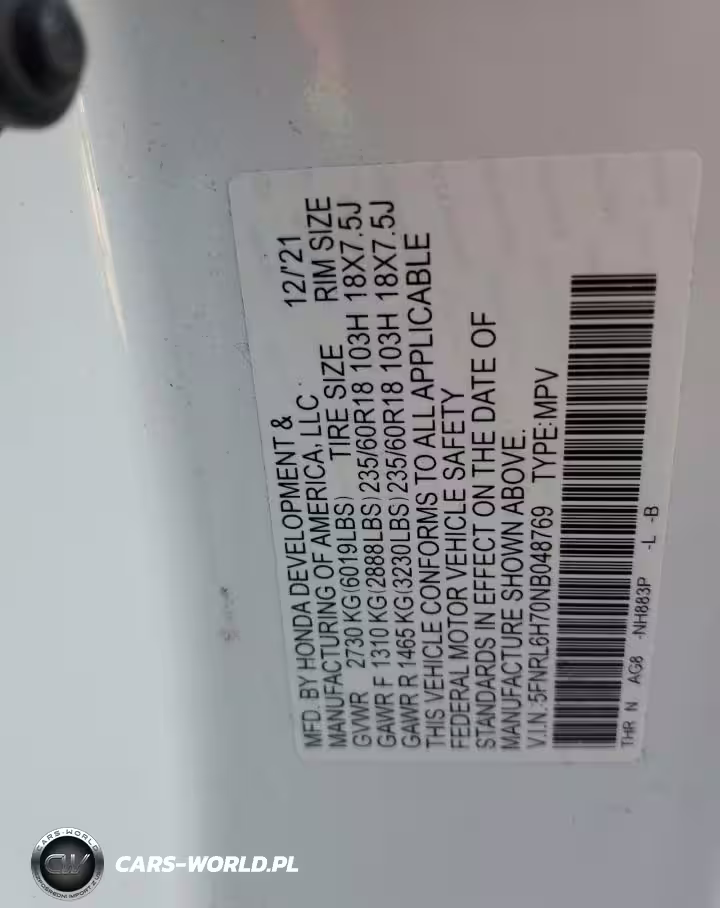 MFD. BY HONDA DEVELOPMENT & 12/'21
MANUFACTURING OF AMERICA, LLC RIM SIZE
GVWR 2730 KG(6019LBS) TIRE SIZE
GAWR F 1310 KG(2888LBS) 235/60R18 103H 18X7.5J
GAWR R 1465 KG(3230LBS) 235/60R18 103H 18X7.5J
THIS VEHICLE CONFORMS TO ALL APPLICABLE
FEDERAL MOTOR VEHICLE SAFETY
STANDARDS IN EFFECT ON THE DATE OF
MANUFACTURE SHOWN ABOVE.
V.I.N.:5FNRL6H70NB048769 TYPE:MPV
THR N AG8 -NH883P -L -B
CARS-WORLD
CW
CARS-WORLD.PL